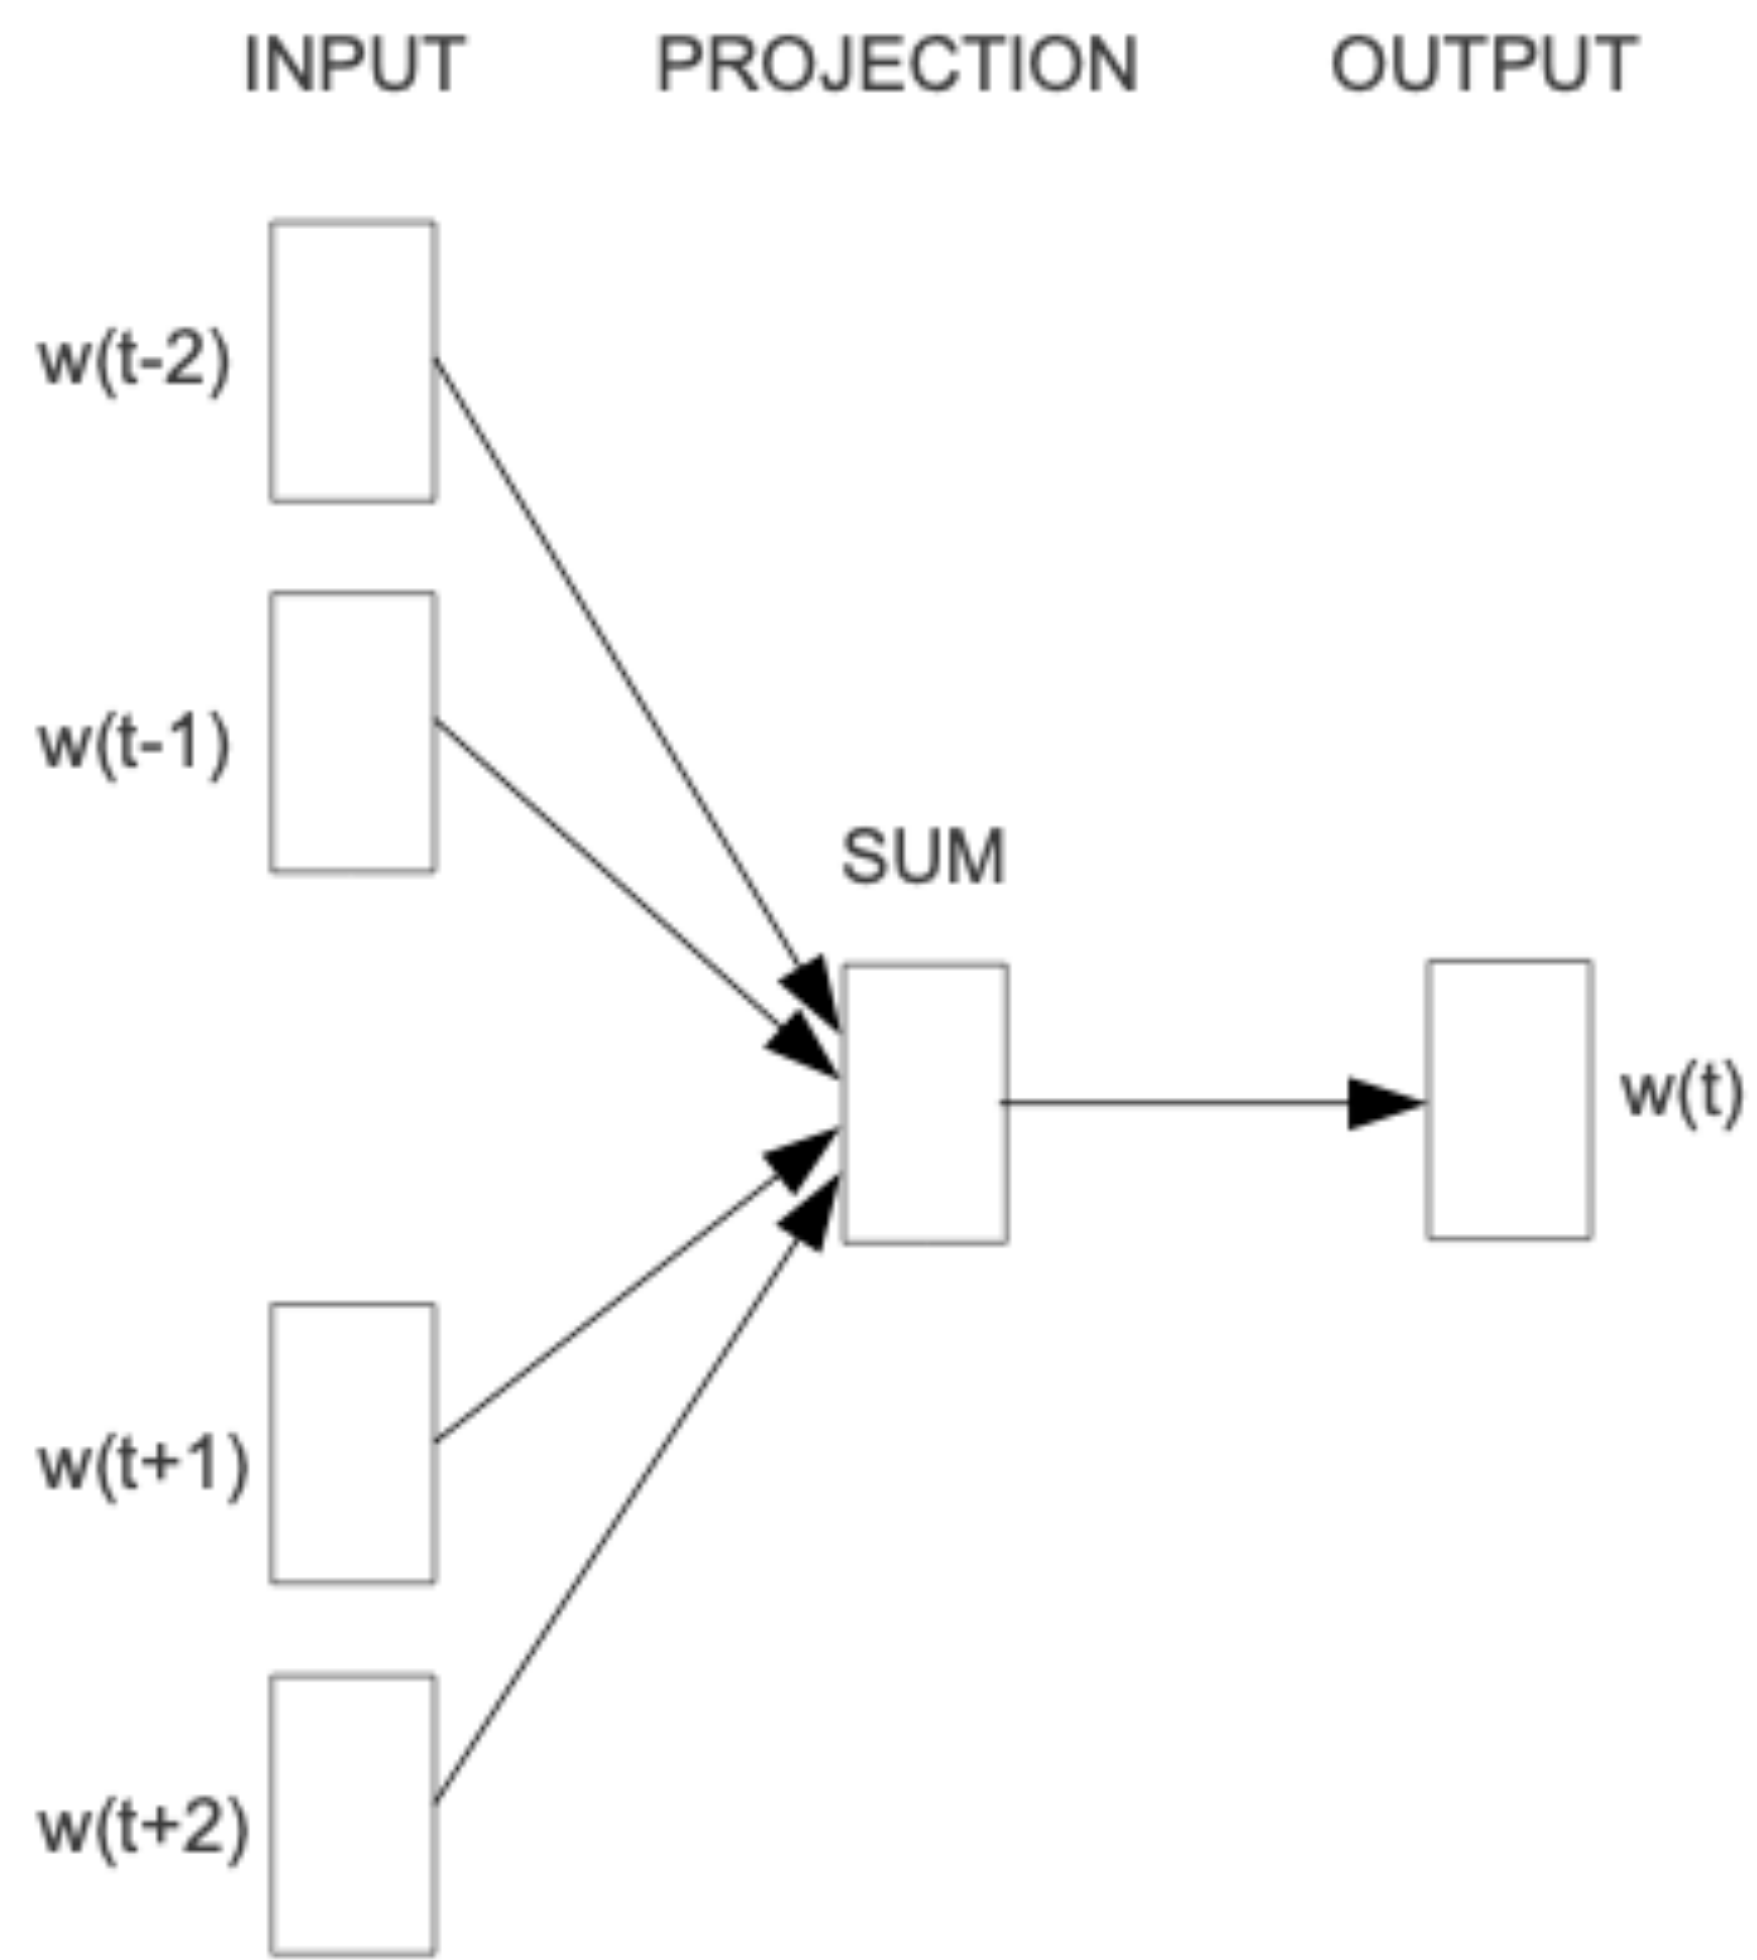 INPUT PROJECTION OUTPUT
w(t-2)
w(t-1)
SUM
w(t)
w(t+1)
w(t+2)